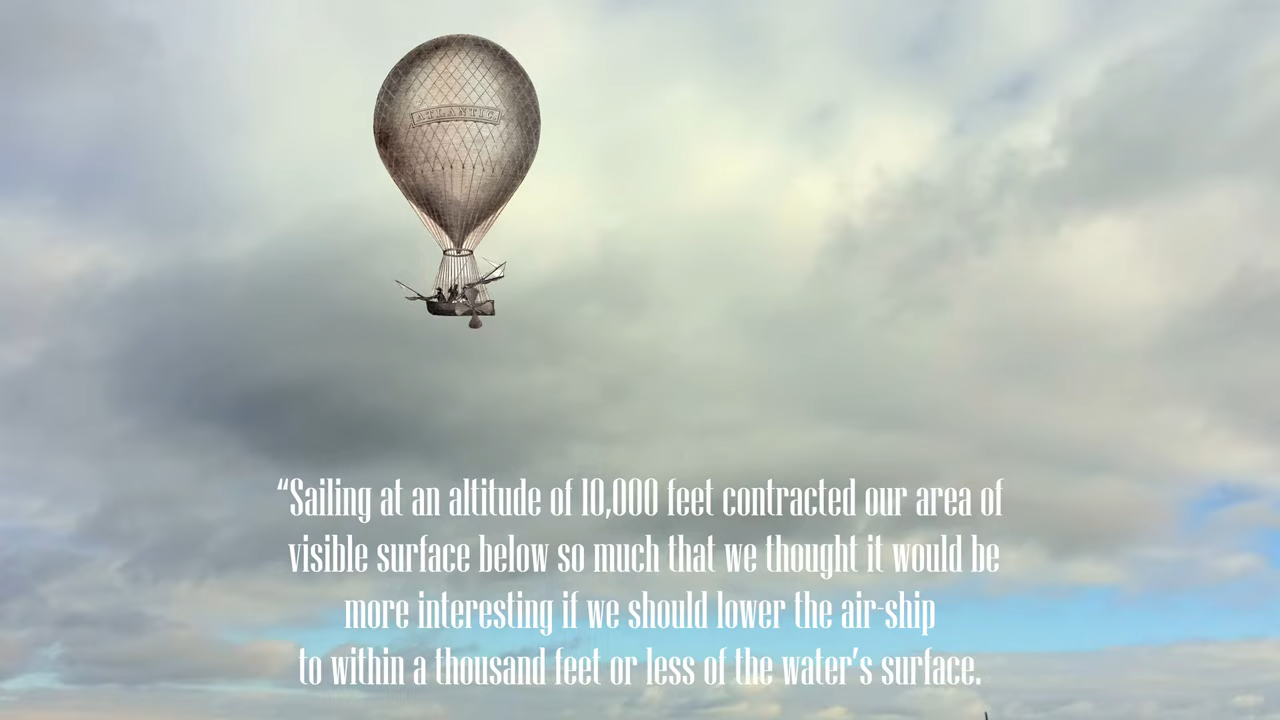 ATLANTIC
“Sailing at an altitude of 10,000 feet contracted our area of
visible surface below so much that we thought it would be
more interesting if we should lower the air-ship
to within a thousand feet or less of the water’s surface.